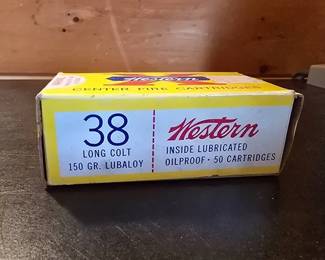 Western
CENTER FIRE CARTRIDGES
38
LONG COLT
150 GR. LUBALOY
Western
INSIDE LUBRICATED
OILPROOF · 50 CARTRIDGES